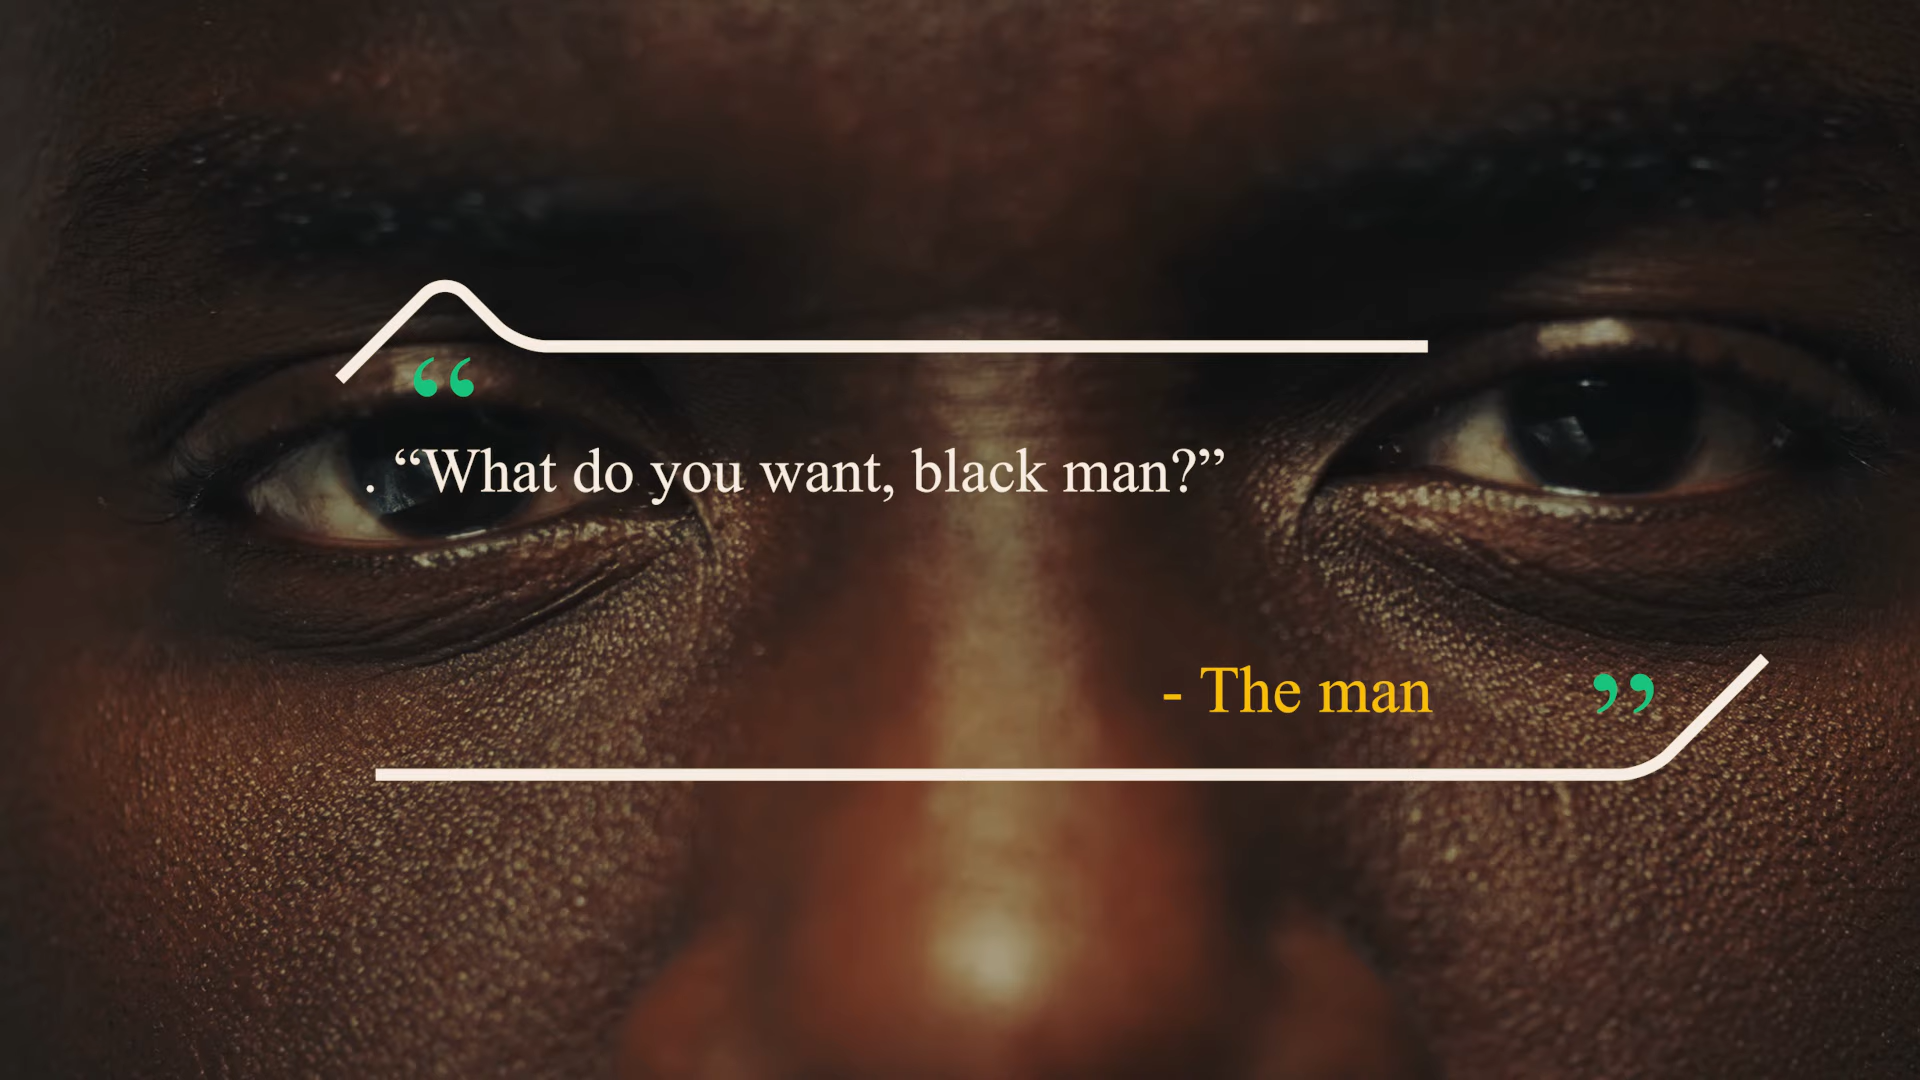 “
. “What do you want, black man?”
- The man
”